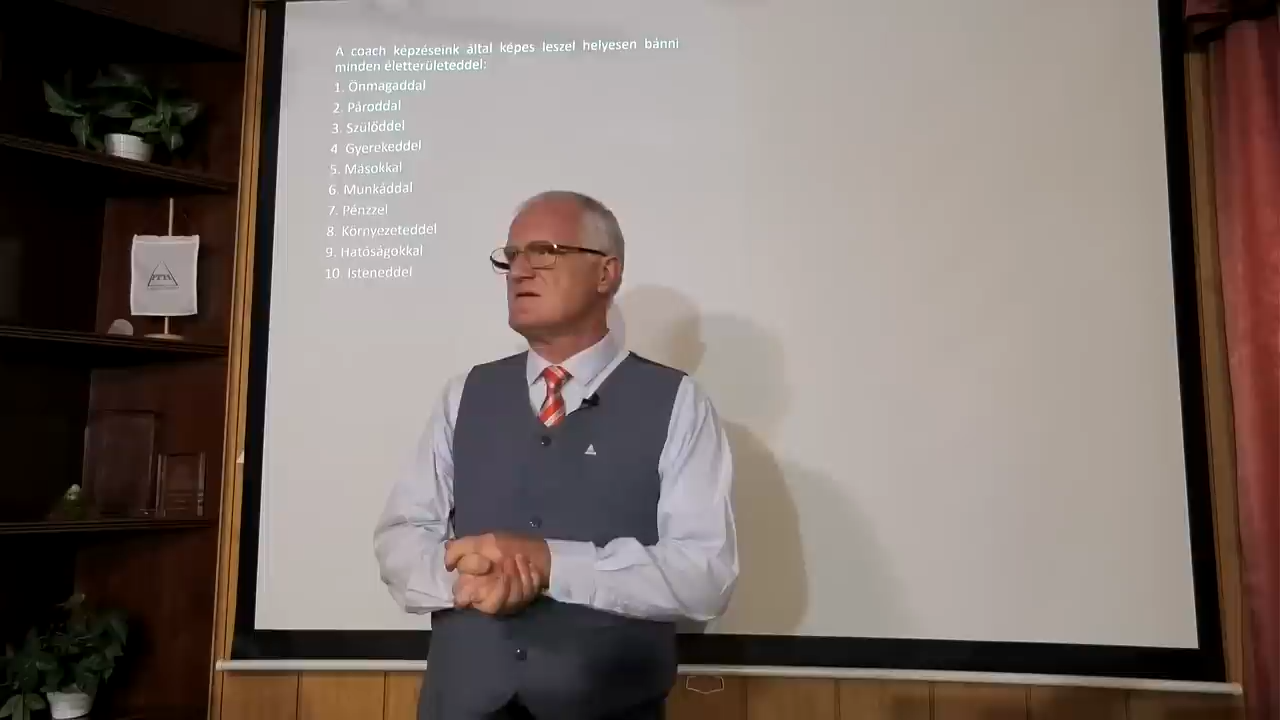 A coach képzéseink által képes leszel helyesen bánni
minden életterületeddel:
1. Önmagaddal
2. Pároddal
3. Szülőddel
4 Gyerekeddel
5. Másokkal
6. Munkáddal
7. Pénzzel
8. Környezeteddel
9. Hatóságokkal
10 Isteneddel